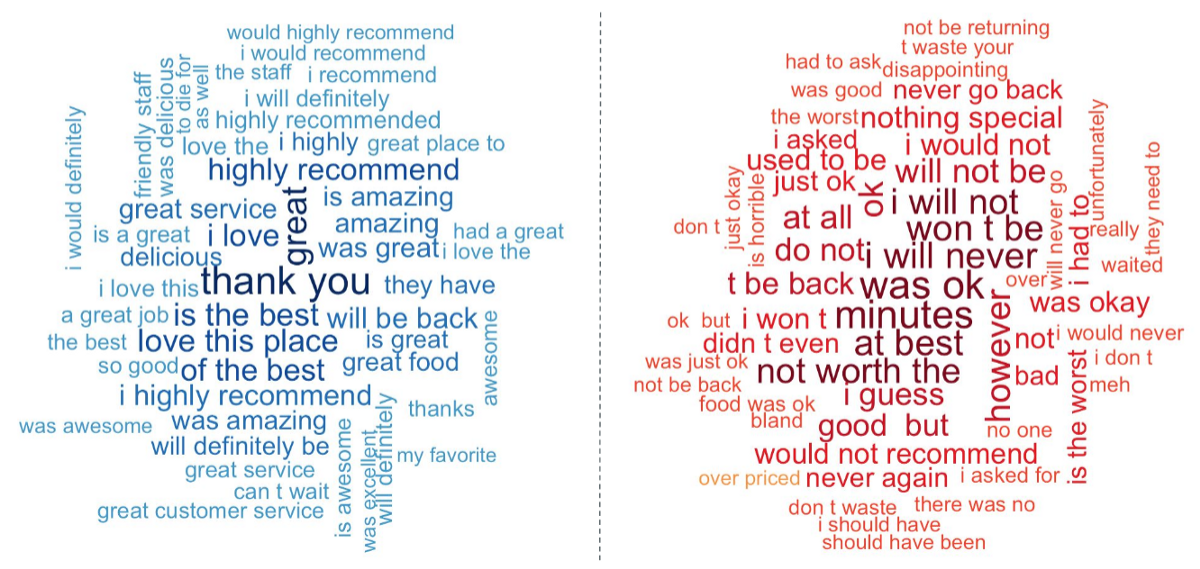 would highly recommend
i would recommend
the staff
i recommend
i will definitely
highly recommended
to die for
as well
was delicious
friendly staff
i would definitely
love the
i highly
great place to
highly recommend
great
is amazing
great service
amazing
is a great
i love
had a great
was great
i love the
delicious
thank you
i love this
they have
a great job
is the best
will be back
awesome
the best
love this place
is great
so good
of the best
great food
i highly recommend
thanks
was awesome
was amazing
will definitely
will definitely be
is awesome
was excellent
my favorite
great service
can t wait
great customer service
not be returning
t waste your
had to ask
disappointing
was good
never go back
the worst
nothing special
unfortunately
i asked
i would not
used to be
they need to
just okay
is horrible
just ok
ok
will not be
will never go
i had to
i will not
at all
don t
won t be
really
do not
i will never
waited
t be back
was ok
over
was okay
however
ok but
i won t
minutes
not
i would never
didn t even
at best
was just ok
not worth the
bad
is the worst
i don t
not be back
meh
i guess
food was ok
bland
good but
no one
would not recommend
over priced
never again
i asked for
.
don t waste
there was no
i should have
should have been